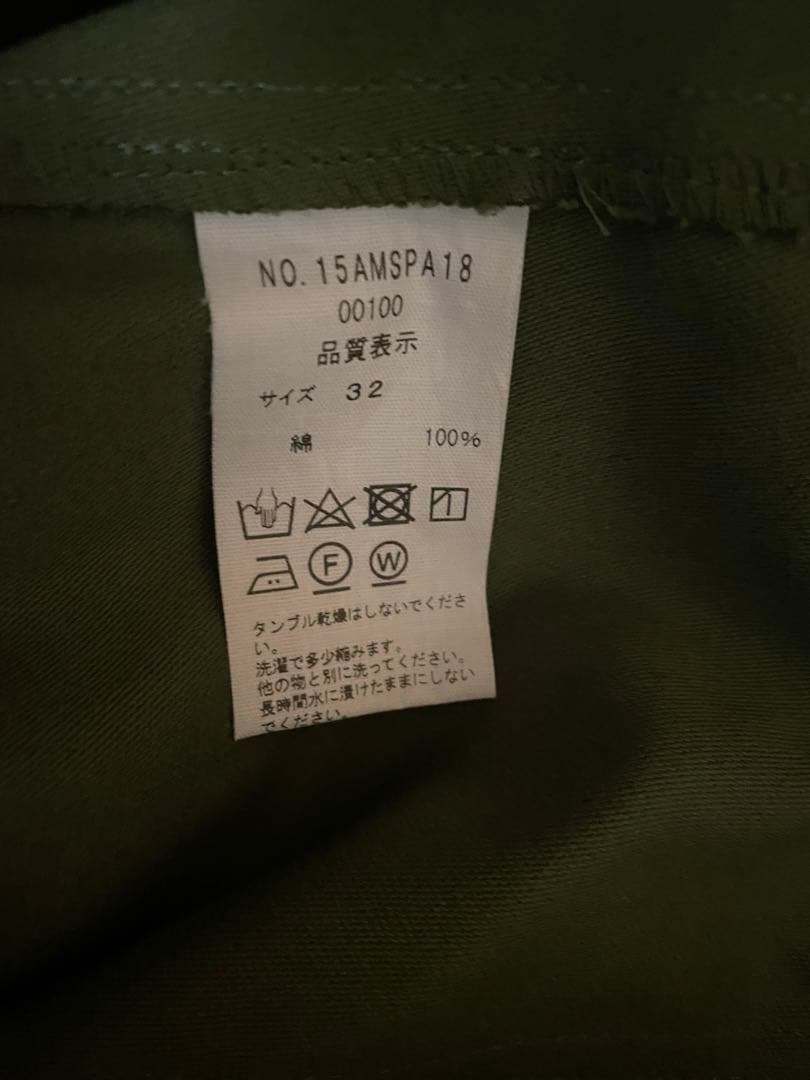 NO. 15AMSPA18
00100
品質表示
サイズ 32
綿 100%
F W
タンブル乾燥はしないでくださ
い。
洗濯で多少縮みます。
他の物と別に洗ってください。
長時間水に漬けたままにしない
でください。